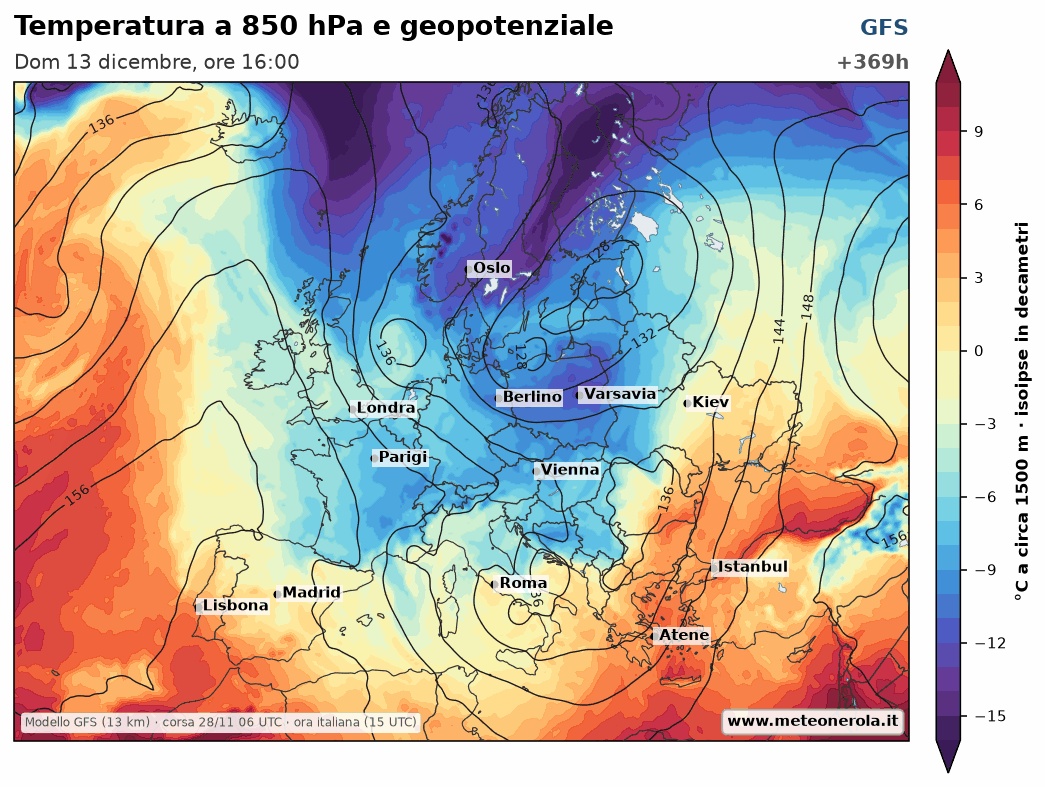 Temperatura a 850 hPa e geopotenziale
GFS
Dom 13 dicembre, ore 16:00
+369h
136
Oslo
128
136
128
132
144
148
Berlino
Varsavia
Kiev
Londra
Parigi
Vienna
156
136
156
Istanbul
Roma
136
Madrid
Lisbona
Atene
Modello GFS (13 km) · corsa 28/11 06 UTC · ora italiana (15 UTC)
www.meteonerola.it
9
6
3
0
−3
−6
−9
−12
−15
°C a circa 1500 m · isoipse in decametri